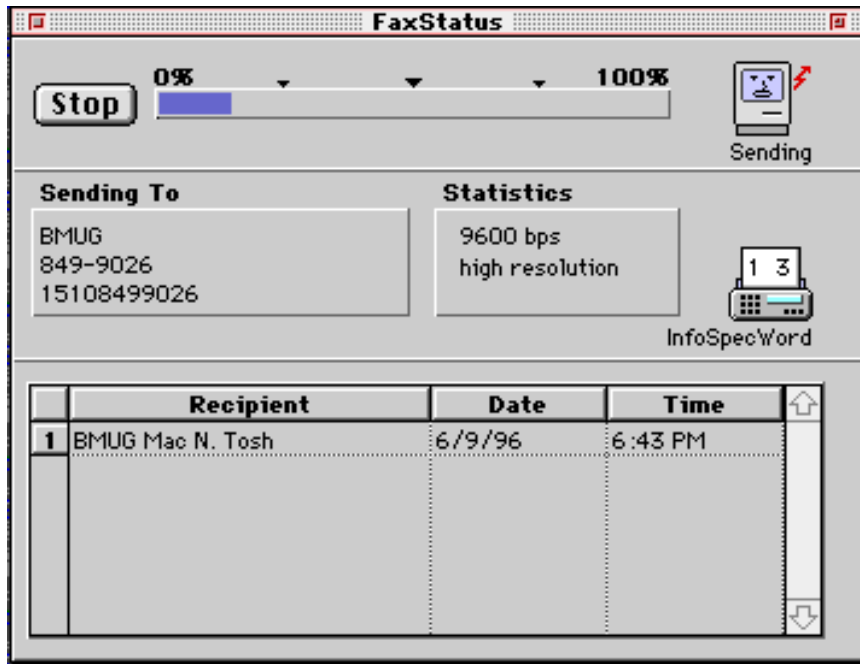 FaxStatus
0% 100%
Stop
Sending
Sending To
BMUG
849-9026
15108499026
Statistics
9600 bps
high resolution
1 3
InfoSpecWord
Recipient Date Time
1 BMUG Mac N. Tosh 6/9/96 6:43 PM